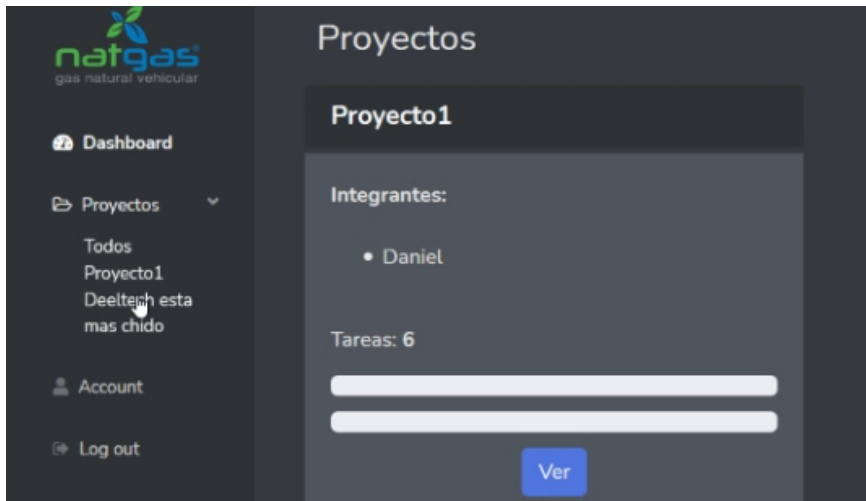 natgas
gas natural vehicular
Dashboard
Proyectos
Todos
Proyecto1
Deeltech esta
mas chido
Account
Log out
Proyectos
Proyecto1
Integrantes:
Daniel
Tareas: 6
Ver